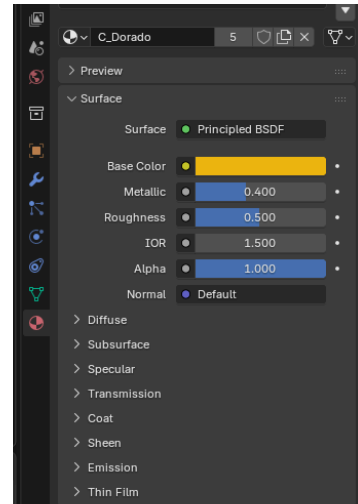 C_Dorado 5
Preview
Surface
Surface Principled BSDF
Base Color
Metallic 0.400
Roughness 0.500
IOR 1.500
Alpha 1.000
Normal Default
Diffuse
Subsurface
Specular
Transmission
Coat
Sheen
Emission
Thin Film